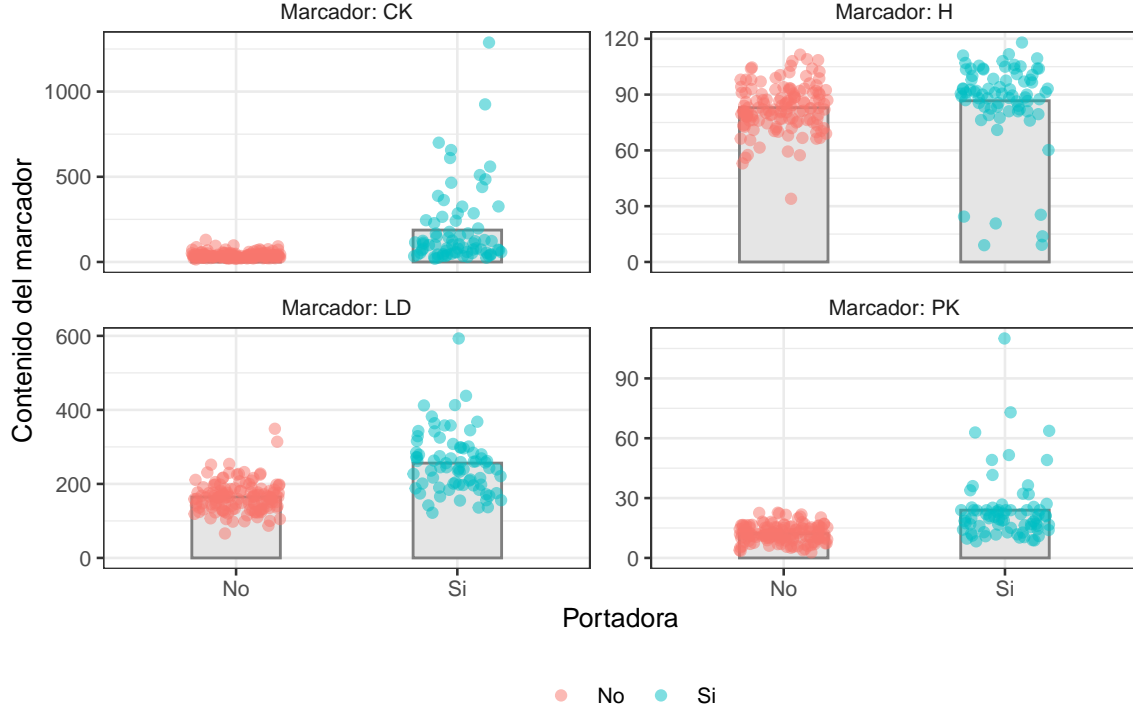 Marcador: CK
Marcador: H
1000
500
0
120
90
60
30
0
Marcador: LD
Marcador: PK
600
400
200
0
90
60
30
0
No
Si
No
Si
Contenido del marcador
Portadora
No
Si